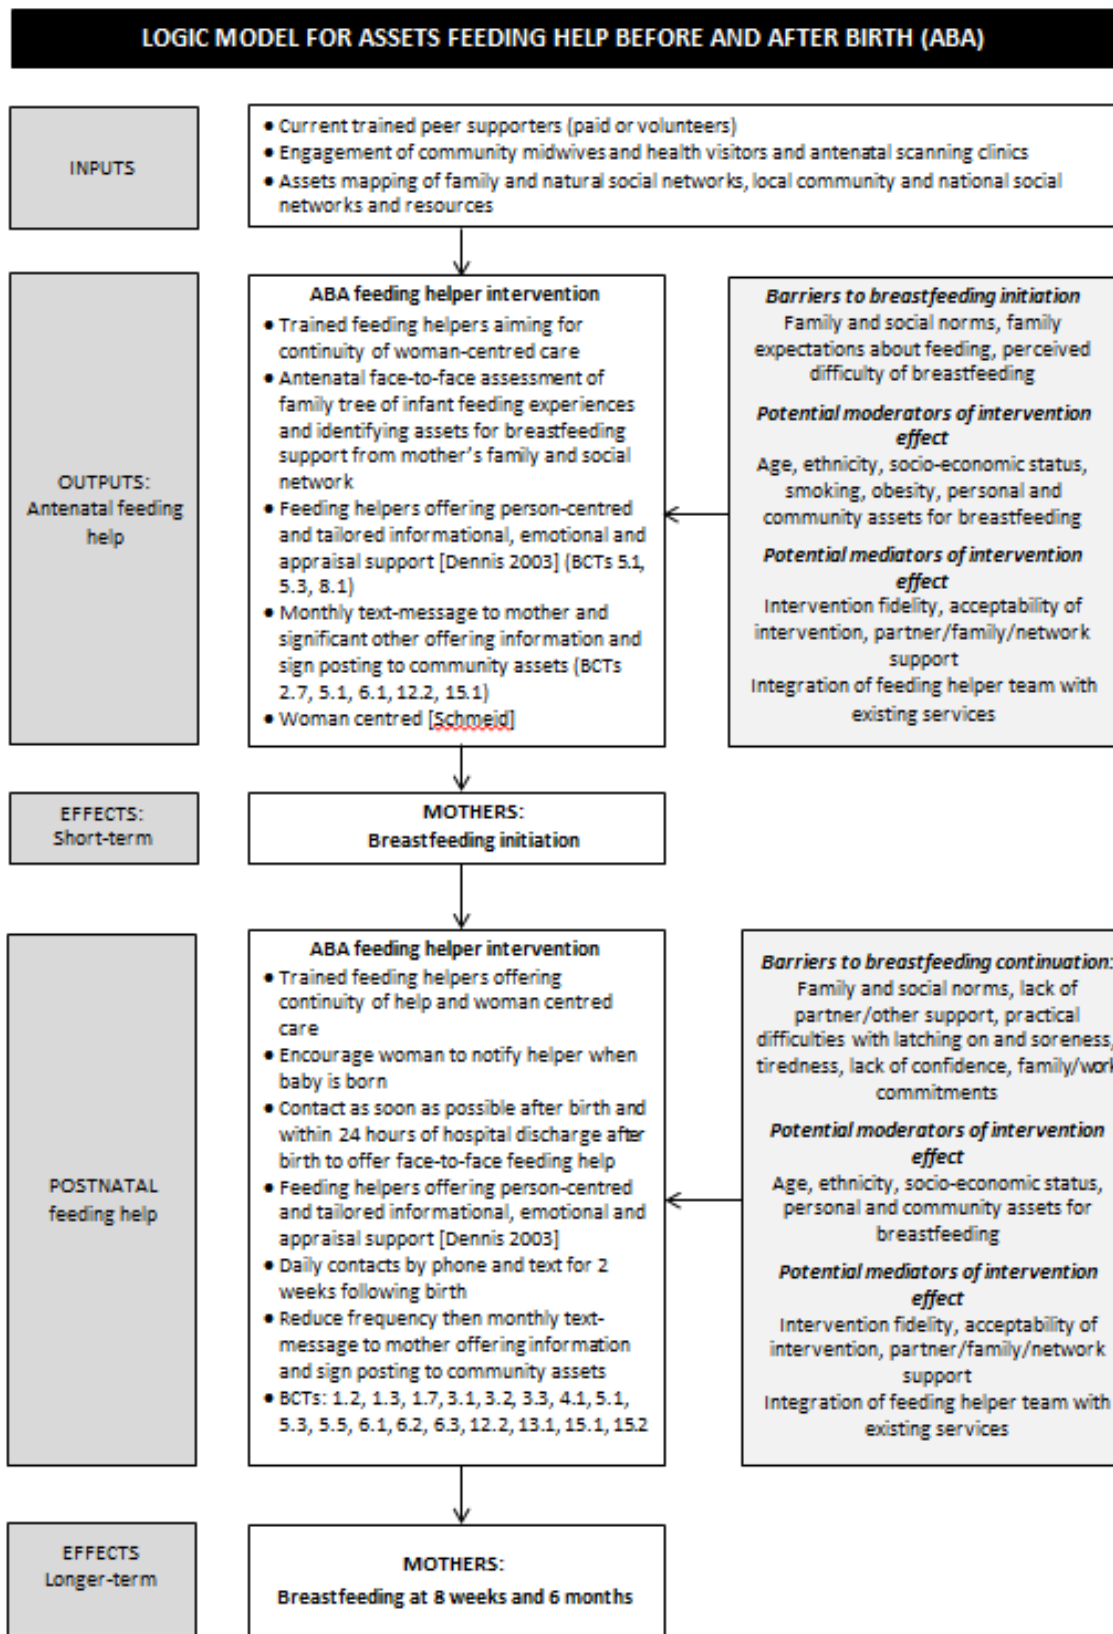 LOGIC MODEL FOR ASSETS FEEDING HELP BEFORE AND AFTER BIRTH (ABA)
INPUTS
• Current trained peer supporters (paid or volunteers)
• Engagement of community midwives and health visitors and antenatal scanning clinics
• Assets mapping of family and natural social networks, local community and national social
networks and resources
OUTPUTS:
Antenatal feeding
help
ABA feeding helper intervention
• Trained feeding helpers aiming for
continuity of woman-centred care
• Antenatal face-to-face assessment of
family tree of infant feeding experiences
and identifying assets for breastfeeding
support from mother's family and social
network
• Feeding helpers offering person-centred
and tailored informational, emotional and
appraisal support [Dennis 2003] (BCTs 5.1,
5.3, 8.1)
• Monthly text-message to mother and
significant other offering information and
sign posting to community assets (BCTs
2.7, 5.1, 6.1, 12.2, 15.1)
• Woman centred [Schmeid]
Barriers to breastfeeding initiation
Family and social norms, family
expectations about feeding, perceived
difficulty of breastfeeding
Potential moderators of intervention
effect
Age, ethnicity, socio-economic status,
smoking, obesity, personal and
community assets for breastfeeding
Potential mediators of intervention
effect
Intervention fidelity, acceptability of
intervention, partner/family/network
support
Integration of feeding helper team with
existing services
EFFECTS:
Short-term
MOTHERS:
Breastfeeding initiation
POSTNATAL
feeding help
ABA feeding helper intervention
• Trained feeding helpers offering
continuity of help and woman centred
care
• Encourage woman to notify helper when
baby is born
• Contact as soon as possible after birth and
within 24 hours of hospital discharge after
birth to offer face-to-face feeding help
• Feeding helpers offering person-centred
and tailored informational, emotional and
appraisal support [Dennis 2003]
• Daily contacts by phone and text for 2
weeks following birth
• Reduce frequency then monthly text-
message to mother offering information
and sign posting to community assets
• BCTs: 1.2, 1.3, 1.7, 3.1, 3.2, 3.3, 4.1, 5.1,
5.3, 5.5, 6.1, 6.2, 6.3, 12.2, 13.1, 15.1, 15.2
Barriers to breastfeeding continuation:
Family and social norms, lack of
partner/other support, practical
difficulties with latching on and soreness,
tiredness, lack of confidence, family/work
commitments
Potential moderators of intervention
effect
Age, ethnicity, socio-economic status,
personal and community assets for
breastfeeding
Potential mediators of intervention
effect
Intervention fidelity, acceptability of
intervention, partner/family/network
support
Integration of feeding helper team with
existing services
EFFECTS
Longer-term
MOTHERS:
Breastfeeding at 8 weeks and 6 months